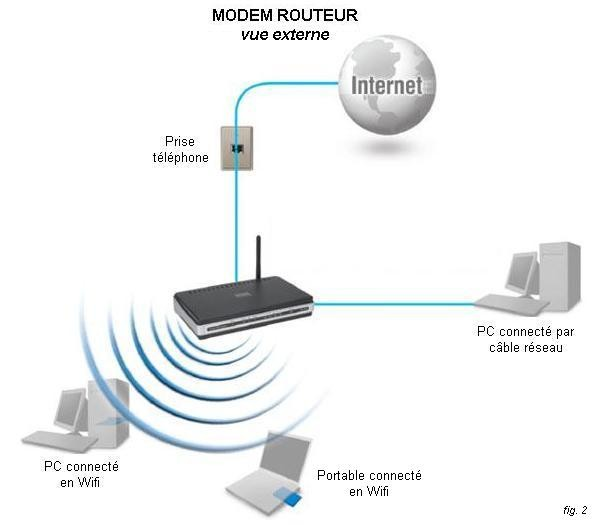 MODEM ROUTEUR
vue externe
Internet
Prise
téléphone
PC connecté par
câble réseau
PC connecté
en Wifi
Portable connecté
en Wifi
fig. 2